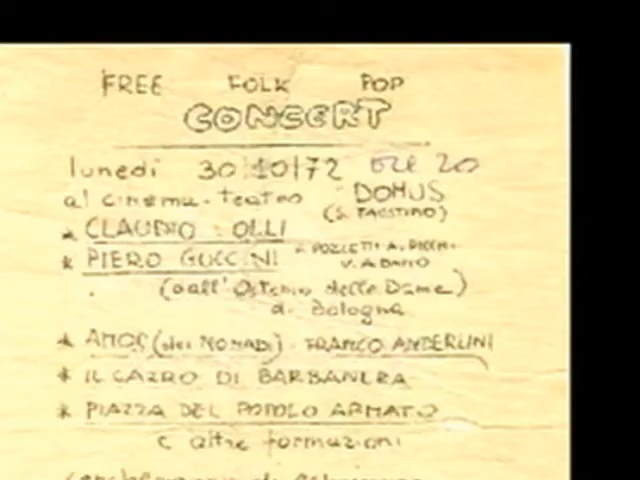 FREE FOLK POP
CONCERT
lunedi 30/10/72 ore 20
al cinema-teatro DOMUS
(S. FAUSTINO)
* CLAUDIO LOLLI
* PIERO GUCCINI
(dall'Osteria delle Dame)
di Bologna
* AMOS (dei NOMADI) - FRANCO ANDERLINI
* IL CARRO DI BARBANERA
* PIAZZA DEL POPOLO ARMATO
e altre formazioni